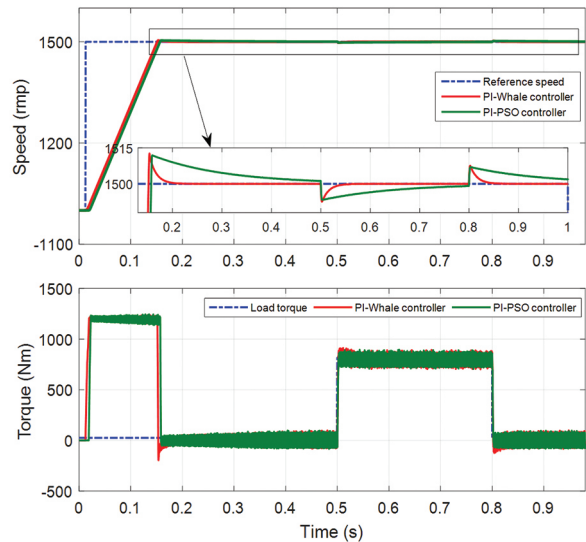 1500
1200
-1100
Speed (rmp)
Reference speed
PI-Whale controller
PI-PSO controller
1515
1500
0.2 0.3 0.4 0.5 0.6 0.7 0.8 0.9 1
0 0.1 0.2 0.3 0.4 0.5 0.6 0.7 0.8 0.9
Load torque PI-Whale controller PI-PSO controller
1000
500
0
-500
Torque (Nm)
0 0.1 0.2 0.3 0.4 0.5 0.6 0.7 0.8 0.9
Time (s)